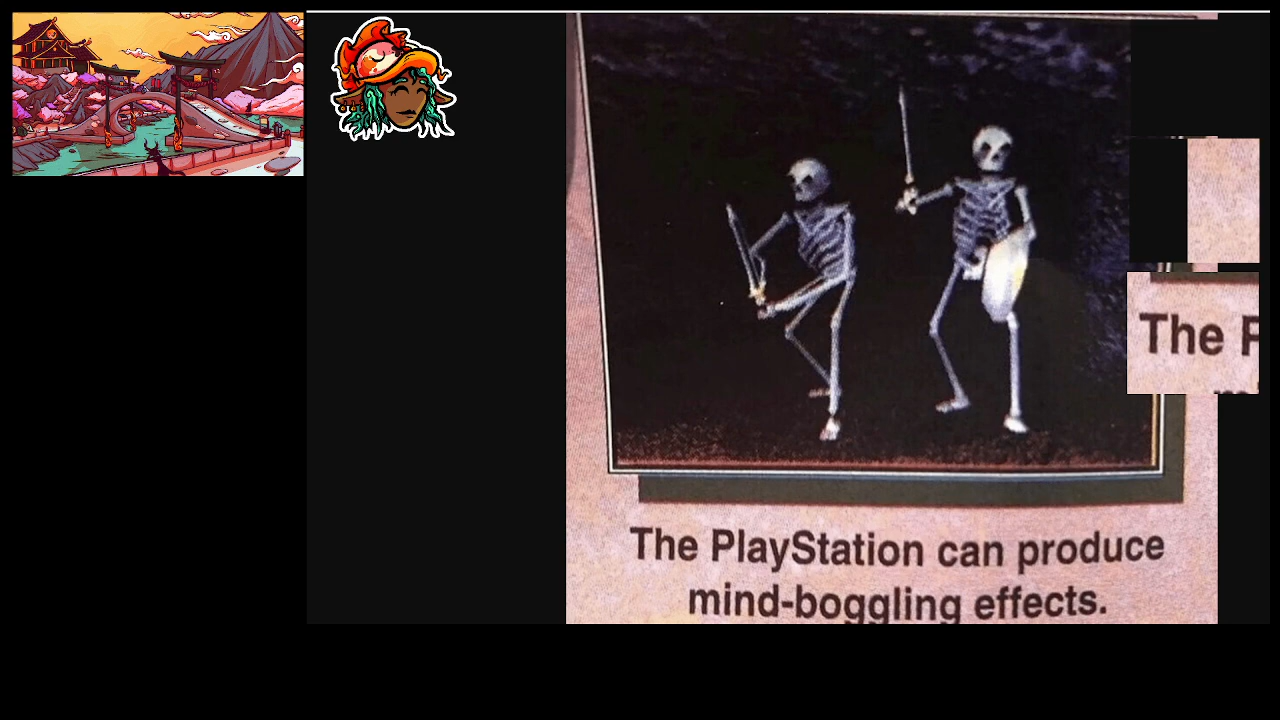 The PlayStation can produce
mind-boggling effects.
The